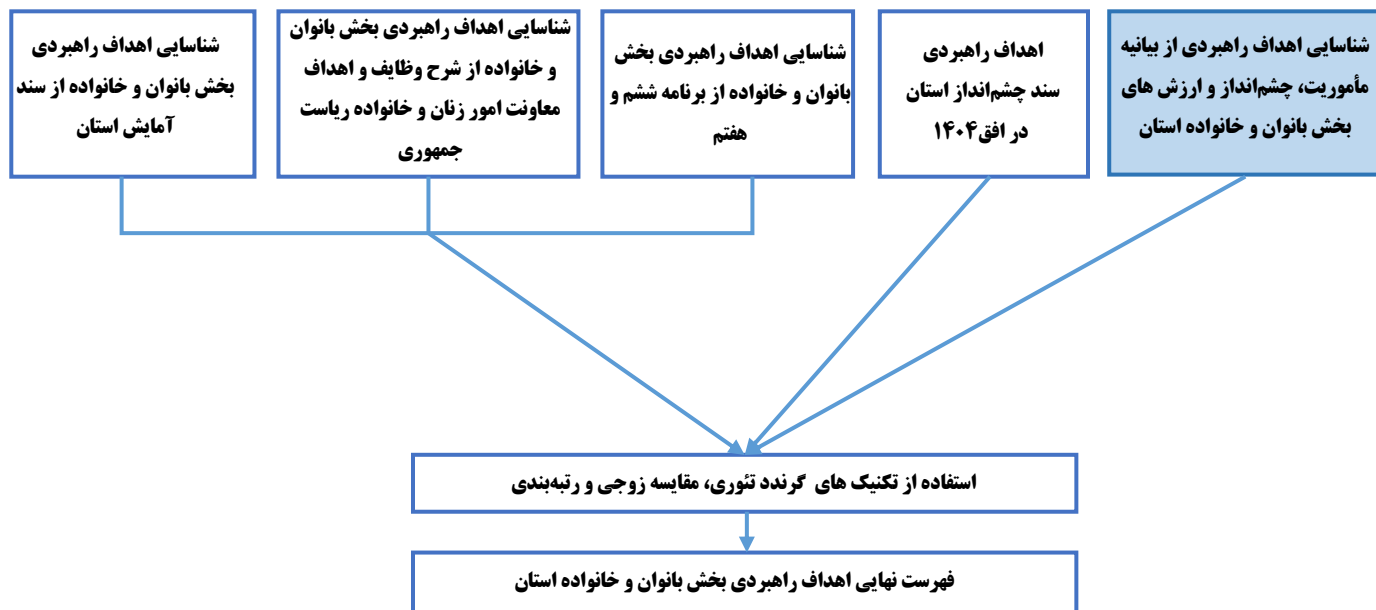 شناسایی اهداف راهبردی از بیانیه
مأموریت، چشم‌انداز و ارزش های
بخش بانوان و خانواده استان
اهداف راهبردی
سند چشم‌انداز استان
در افق۱۴۰۴
شناسایی اهداف راهبردی بخش
بانوان و خانواده از برنامه ششم و
هفتم
شناسایی اهداف راهبردی بخش بانوان
و خانواده از شرح وظایف و اهداف
معاونت امور زنان و خانواده ریاست
جمهوری
شناسایی اهداف راهبردی
بخش بانوان و خانواده از سند
آمایش استان
استفاده از تکنیک های گرندد تئوری، مقایسه زوجی و رتبه‌بندی
فهرست نهایی اهداف راهبردی بخش بانوان و خانواده استان